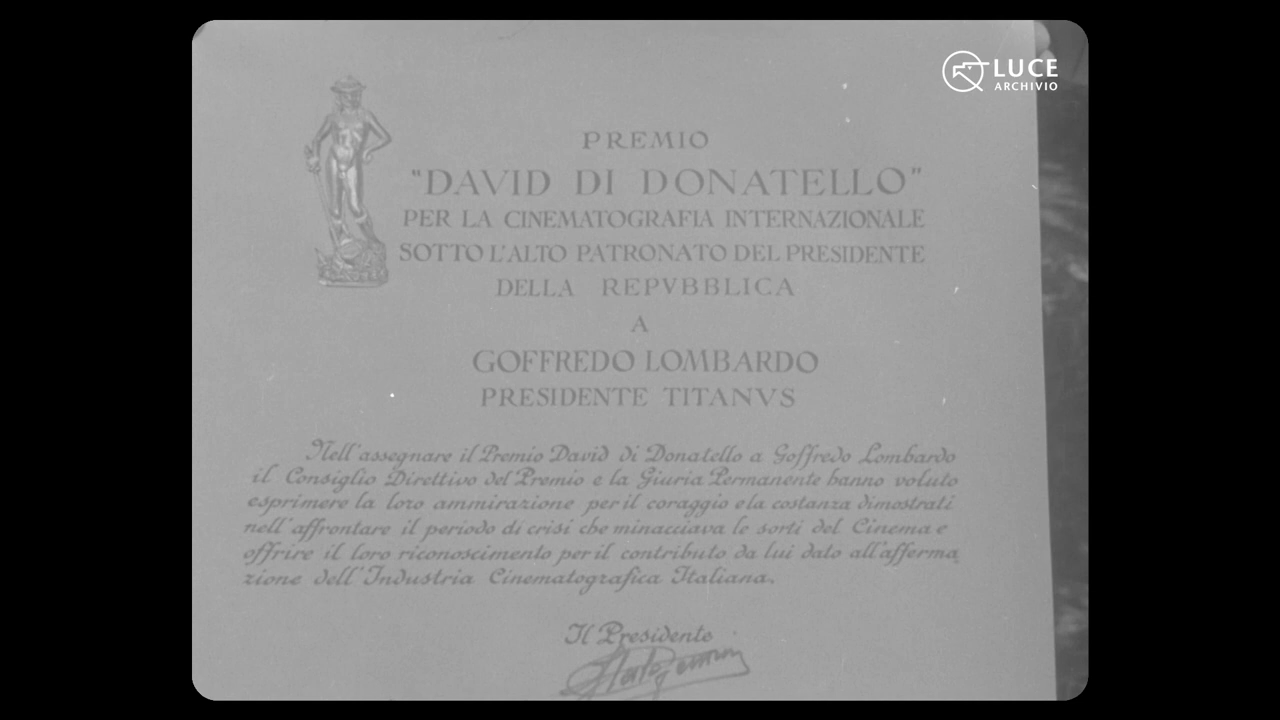 LUCE
ARCHIVIO
PREMIO
"DAVID DI DONATELLO"
PER LA CINEMATOGRAFIA INTERNAZIONALE
SOTTO L'ALTO PATRONATO DEL PRESIDENTE
DELLA REPVBBLICA
A
GOFFREDO LOMBARDO
PRESIDENTE TITANVS
Nell'assegnare il Premio David di Donatello a Goffredo Lombardo
il Consiglio Direttivo del Premio e la Giuria Permanente hanno voluto
esprimere la loro ammirazione per il coraggio e la costanza dimostrati
nell'affrontare il periodo di crisi che minacciava le sorti del Cinema e
offrire il loro riconoscimento per il contributo da lui dato all'afferma
zione dell'Industria Cinematografica Italiana.
Il Presidente